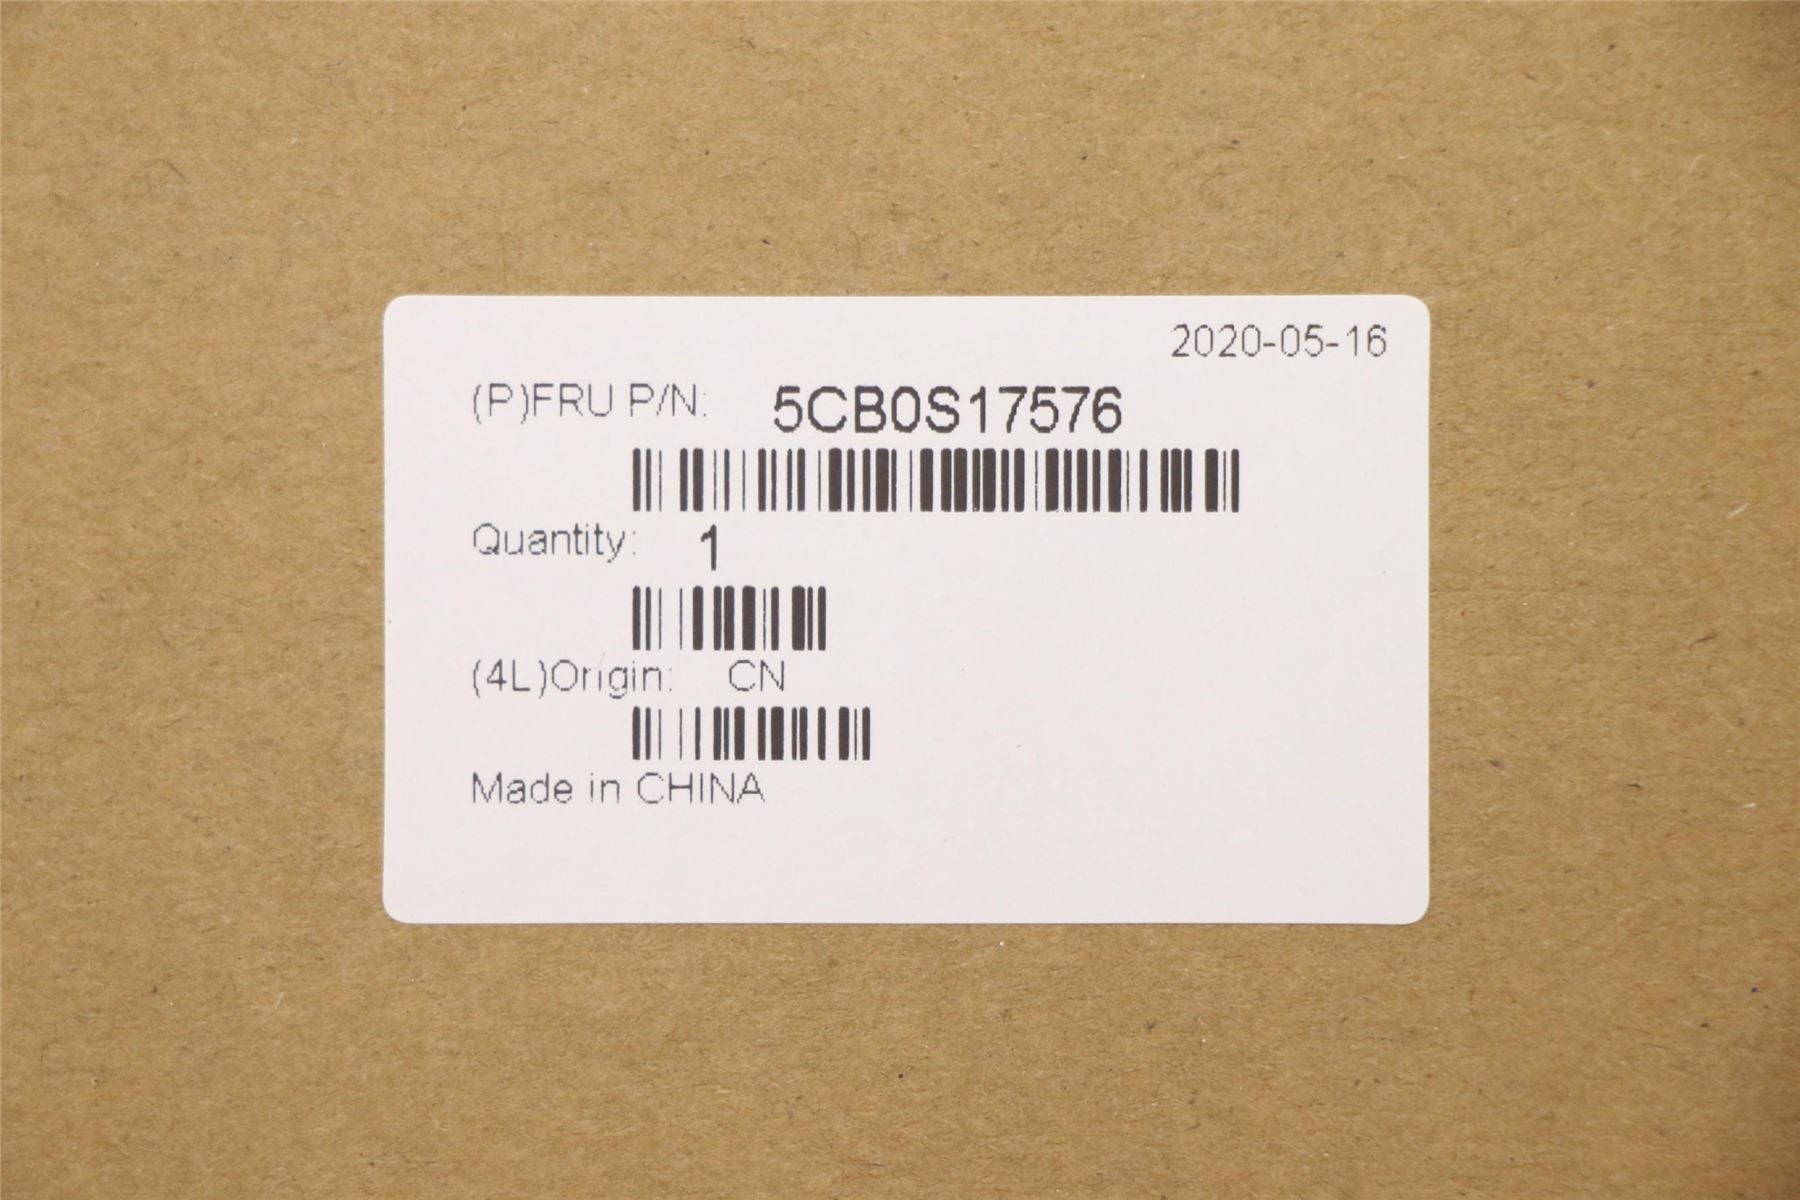 2020-05-16
(P)FRU P/N: 5CB0S17576
Quantity: 1
(4L)Origin: CN
Made in CHINA